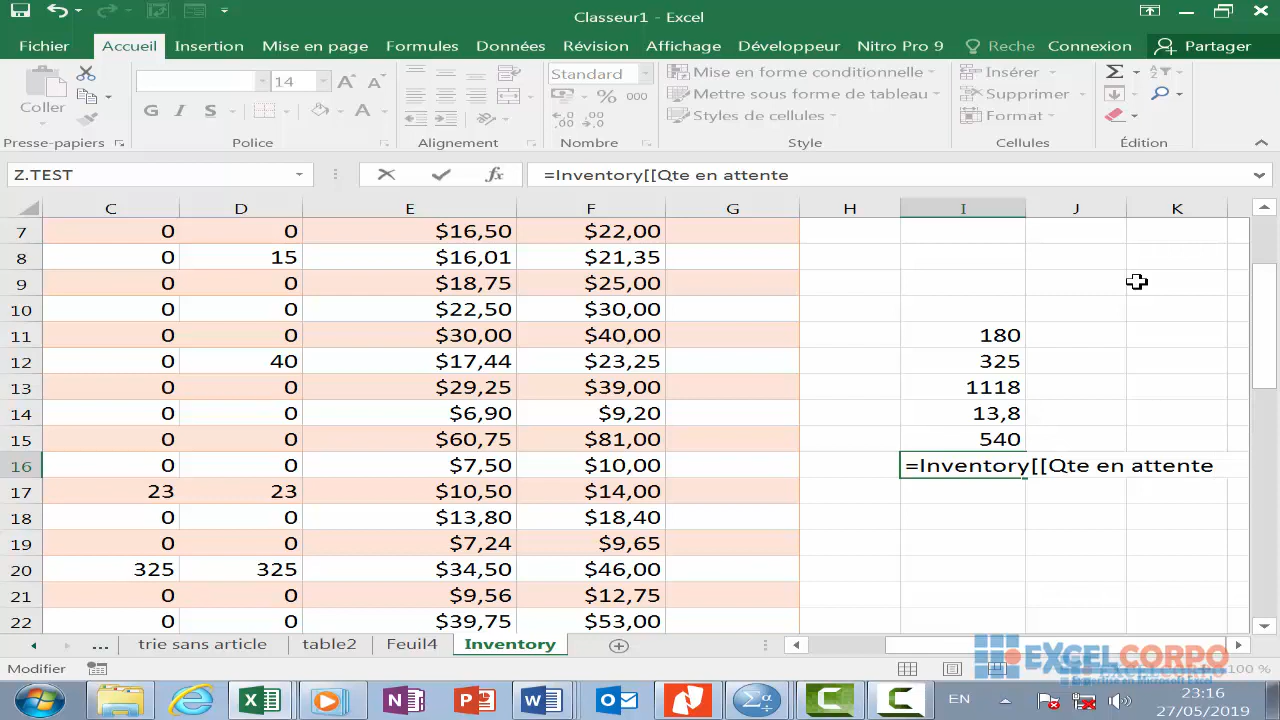 Classeur1 - Excel
Fichier Accueil Insertion Mise en page Formules Données Révision Affichage Développeur Nitro Pro 9 Reche Connexion Partager
Coller
14
G I S A
Standard
% 000
Mise en forme conditionnelle
Mettre sous forme de tableau
Styles de cellules
Insérer
Supprimer
Format
Presse-papiers Police Alignement Nombre Style Cellules Édition
Z.TEST fx =Inventory[[Qte en attente
C D E F G H I J K
7 0 0 $16,50 $22,00
8 0 15 $16,01 $21,35
9 0 0 $18,75 $25,00
10 0 0 $22,50 $30,00
11 0 0 $30,00 $40,00 180
12 0 40 $17,44 $23,25 325
13 0 0 $29,25 $39,00 1118
14 0 0 $6,90 $9,20 13,8
15 0 0 $60,75 $81,00 540
16 0 0 $7,50 $10,00 =Inventory[[Qte en attente
17 23 23 $10,50 $14,00
18 0 0 $13,80 $18,40
19 0 0 $7,24 $9,65
20 325 325 $34,50 $46,00
21 0 0 $9,56 $12,75
22 0 0 $39,75 $53,00
... trie sans article table2 Feuil4 Inventory
EXCELCORPO
Modifier 100 %
EN 23:16
27/05/2019